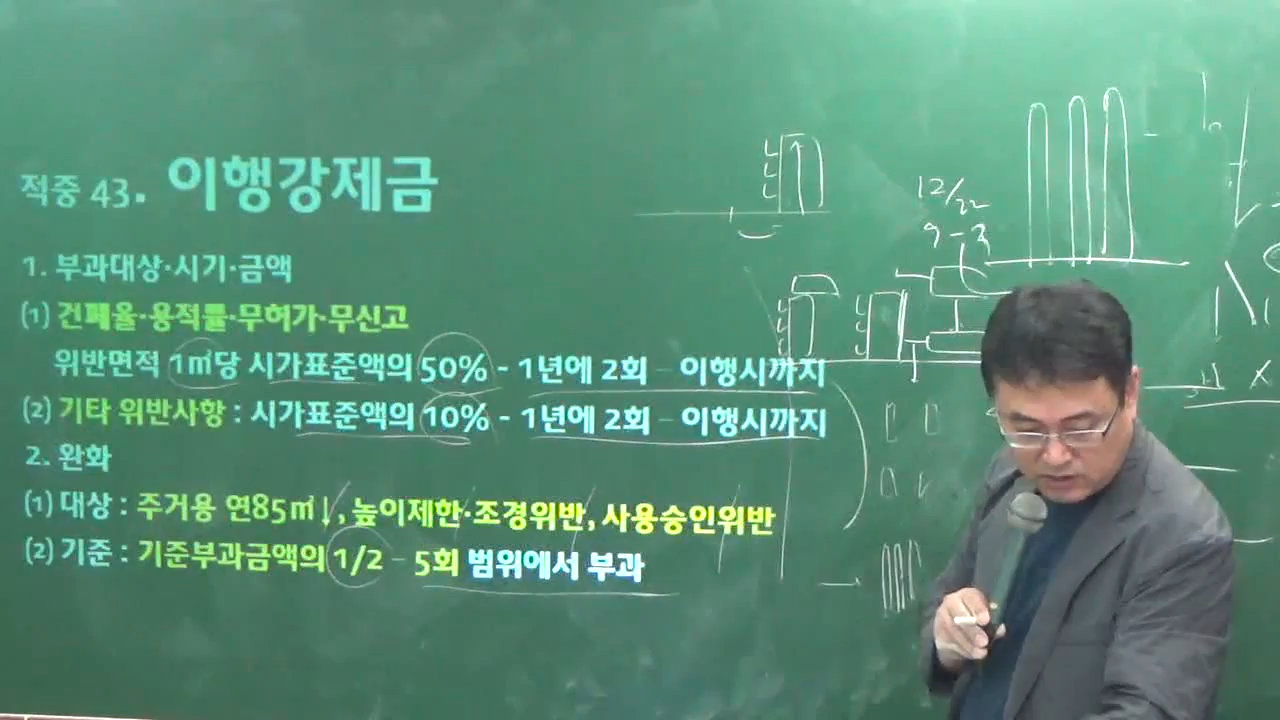 적중 43. 이행강제금
1. 부과대상·시기·금액
(1) 건폐율·용적률·무허가·무신고
위반면적 1㎡당 시가표준액의 50% - 1년에 2회 – 이행시까지
(2) 기타 위반사항 : 시가표준액의 10% - 1년에 2회 – 이행시까지
2. 완화
(1) 대상 : 주거용 연85㎡↓, 높이제한·조경위반, 사용승인위반
(2) 기준 : 기준부과금액의 1/2 – 5회 범위에서 부과
12/22
9-3